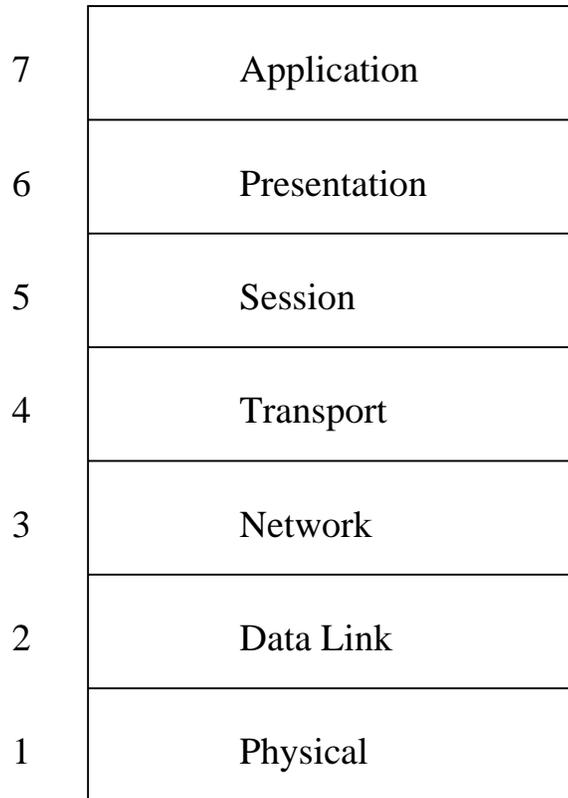 7 Application
6 Presentation
5 Session
4 Transport
3 Network
2 Data Link
1 Physical